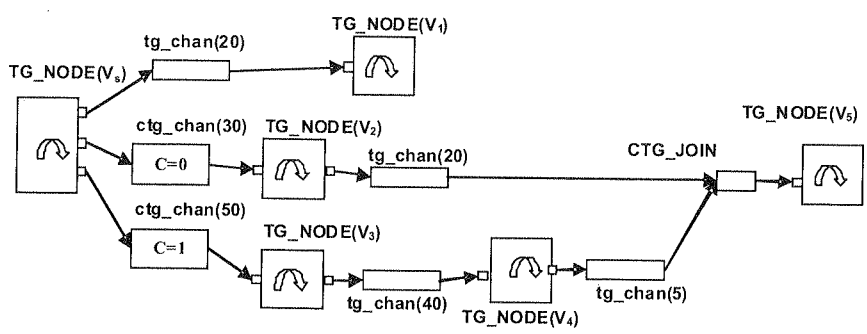 TG_NODE(V1)
tg_chan(20)
TG_NODE(Vs)
ctg_chan(30)
TG_NODE(V2)
TG_NODE(V5)
tg_chan(20)
CTG_JOIN
C=0
ctg_chan(50)
TG_NODE(V3)
C=1
tg_chan(40)
tg_chan(5)
TG_NODE(V4)